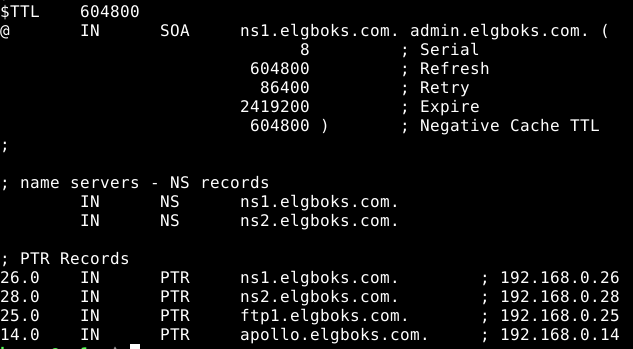 $TTL    604800
@       IN      SOA     ns1.elgboks.com. admin.elgboks.com. (
                              8         ; Serial
                         604800         ; Refresh
                          86400         ; Retry
                        2419200         ; Expire
                         604800 )       ; Negative Cache TTL
;
; name servers - NS records
        IN      NS      ns1.elgboks.com.
        IN      NS      ns2.elgboks.com.
; PTR Records
26.0    IN      PTR     ns1.elgboks.com.        ; 192.168.0.26
28.0    IN      PTR     ns2.elgboks.com.        ; 192.168.0.28
25.0    IN      PTR     ftp1.elgboks.com.       ; 192.168.0.25
14.0    IN      PTR     apollo.elgboks.com.     ; 192.168.0.14